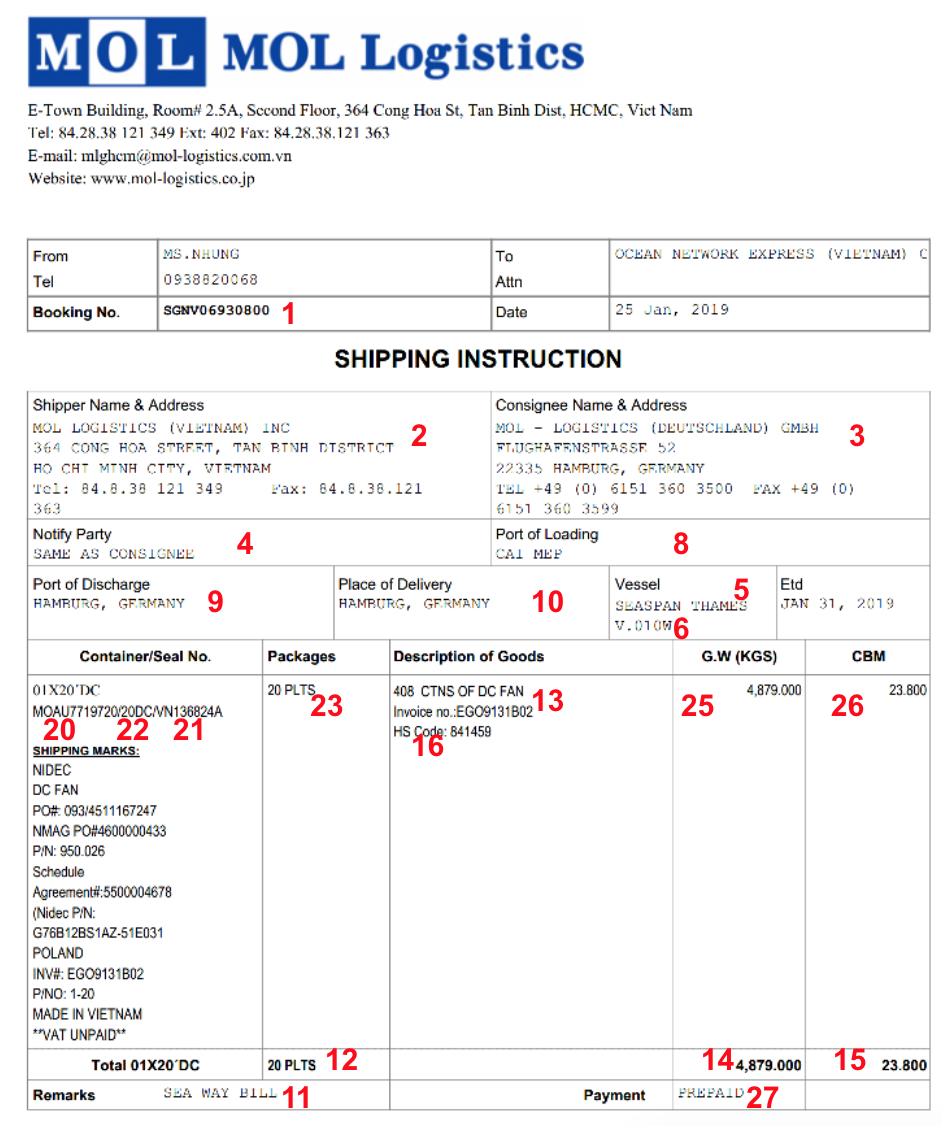 MOL MOL Logistics
E-Town Building, Room# 2.5A, Second Floor, 364 Cong Hoa St, Tan Binh Dist, HCMC, Viet Nam
Tel: 84.28.38 121 349 Ext: 402 Fax: 84.28.38.121 363
E-mail: mlghcm@mol-logistics.com.vn
Website: www.mol-logistics.co.jp
From MS.NHUNG To OCEAN NETWORK EXPRESS (VIETNAM) C
Tel 0938820068 Attn
Booking No. SGNV06930800 1 Date 25 Jan, 2019
SHIPPING INSTRUCTION
Shipper Name & Address
MOL LOGISTICS (VIETNAM) INC 2
364 CONG HOA STREET, TAN BINH DISTRICT
HO CHI MINH CITY, VIETNAM
Tel: 84.8.38 121 349 Fax: 84.8.38.121
363
Consignee Name & Address
MOL - LOGISTICS (DEUTSCHLAND) GMBH 3
FLUGHAFENSTRASSE 52
22335 HAMBURG, GERMANY
TEL +49 (0) 6151 360 3500 FAX +49 (0)
6151 360 3599
Notify Party
SAME AS CONSIGNEE 4
Port of Loading
CAI MEP 8
Port of Discharge
HAMBURG, GERMANY 9
Place of Delivery
HAMBURG, GERMANY 10
Vessel 5
SEASPAN THAMES
V.010W 6
Etd
JAN 31, 2019
Container/Seal No. Packages Description of Goods G.W (KGS) CBM
01X20´DC
MOAU7719720/20DC/VN136824A
20 22 21
SHIPPING MARKS:
NIDEC
DC FAN
PO#: 093/4511167247
NMAG PO#4600000433
P/N: 950.026
Schedule
Agreement#:5500004678
(Nidec P/N:
G76B12BS1AZ-51E031
POLAND
INV#: EGO9131B02
P/NO: 1-20
MADE IN VIETNAM
**VAT UNPAID**
20 PLTS
23
408 CTNS OF DC FAN 13
Invoice no.:EGO9131B02
HS Code: 841459
16
4,879.000
25
23.800
26
Total 01X20´DC 20 PLTS 12 14 4,879.000 15 23.800
Remarks SEA WAY BILL 11 Payment PREPAID 27